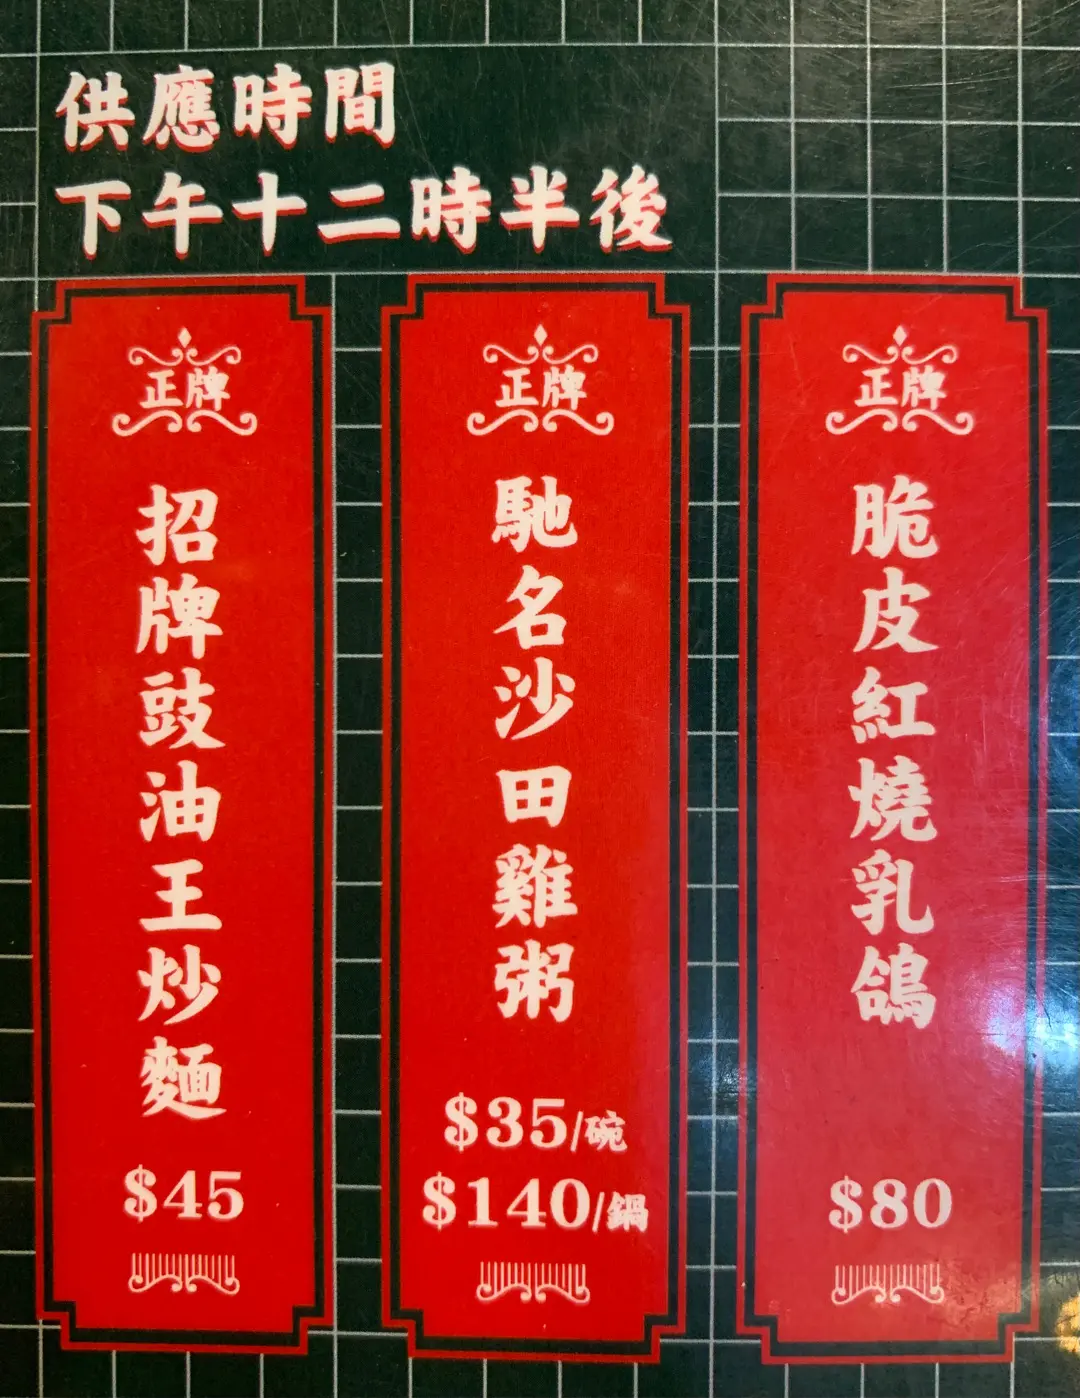 供應時間
下午十二時半後
正牌
招牌豉油王炒麵
$45
正牌
馳名沙田雞粥
$35/碗
$140/鍋
正牌
脆皮紅燒乳鴿
$80